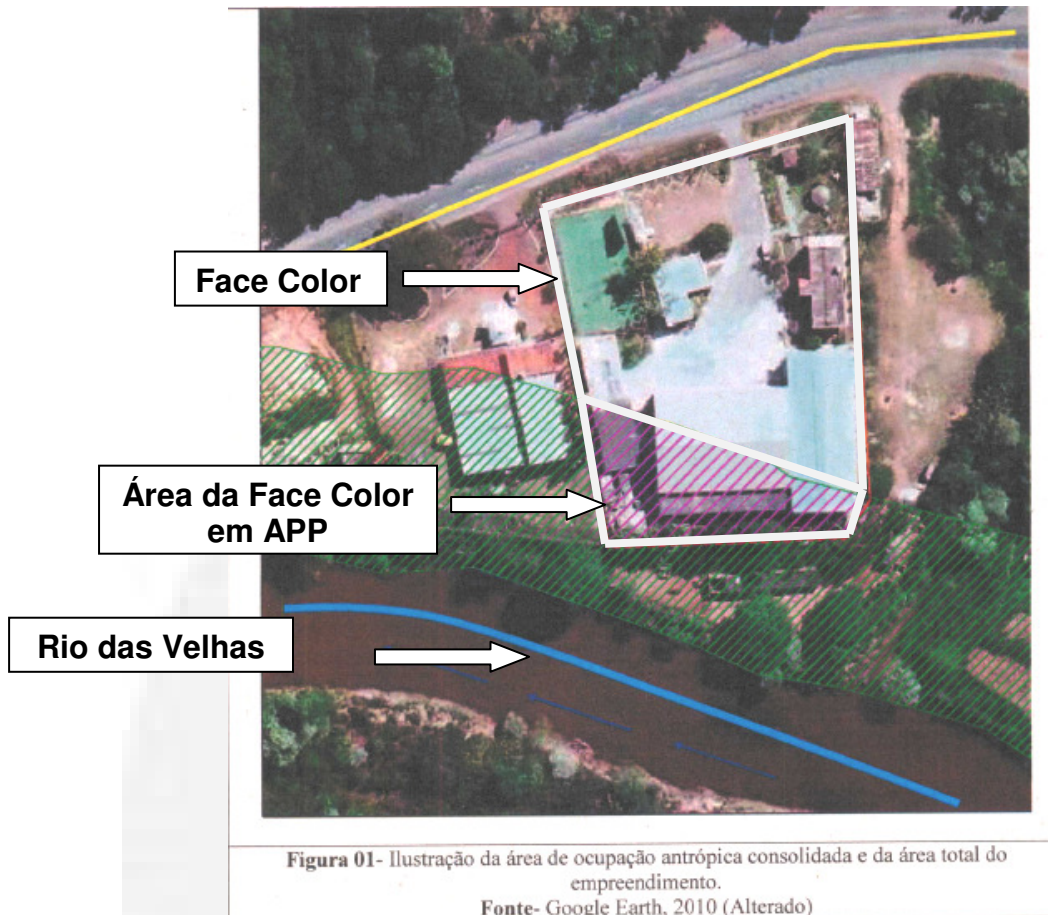 Face Color
Área da Face Color
em APP
Rio das Velhas
Figura 01- Ilustração da área de ocupação antrópica consolidada e da área total do
empreendimento.
Fonte- Google Earth, 2010 (Alterado)